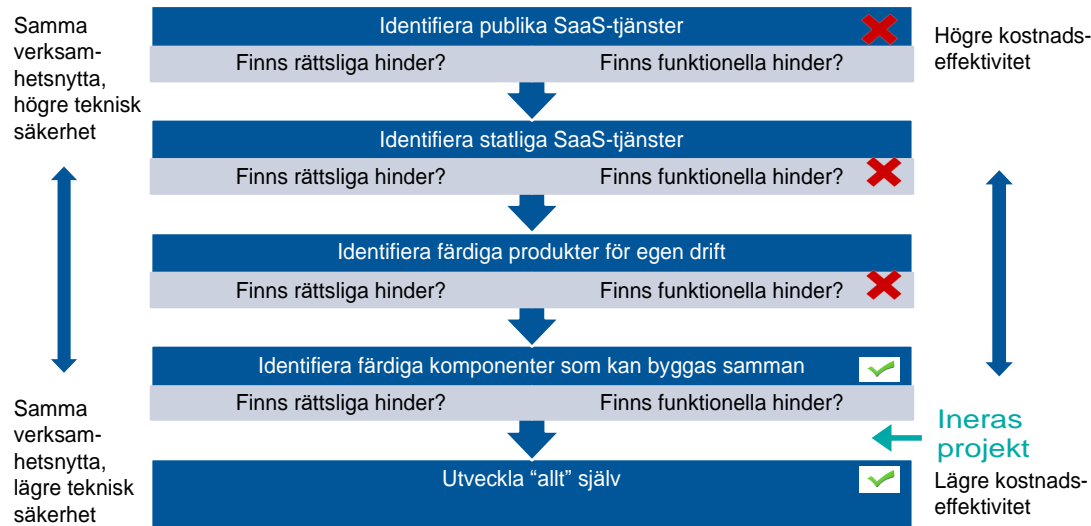 Samma
verksam-
hetsnytta,
högre teknisk
säkerhet
Identifiera publika SaaS-tjänster
Finns rättsliga hinder? Finns funktionella hinder?
Högre kostnads-
effektivitet
Identifiera statliga SaaS-tjänster
Finns rättsliga hinder? Finns funktionella hinder?
Identifiera färdiga produkter för egen drift
Finns rättsliga hinder? Finns funktionella hinder?
Identifiera färdiga komponenter som kan byggas samman
Finns rättsliga hinder? Finns funktionella hinder?
Samma
verksam-
hetsnytta,
lägre teknisk
säkerhet
Ineras
projekt
Utveckla “allt” själv
Lägre kostnads-
effektivitet